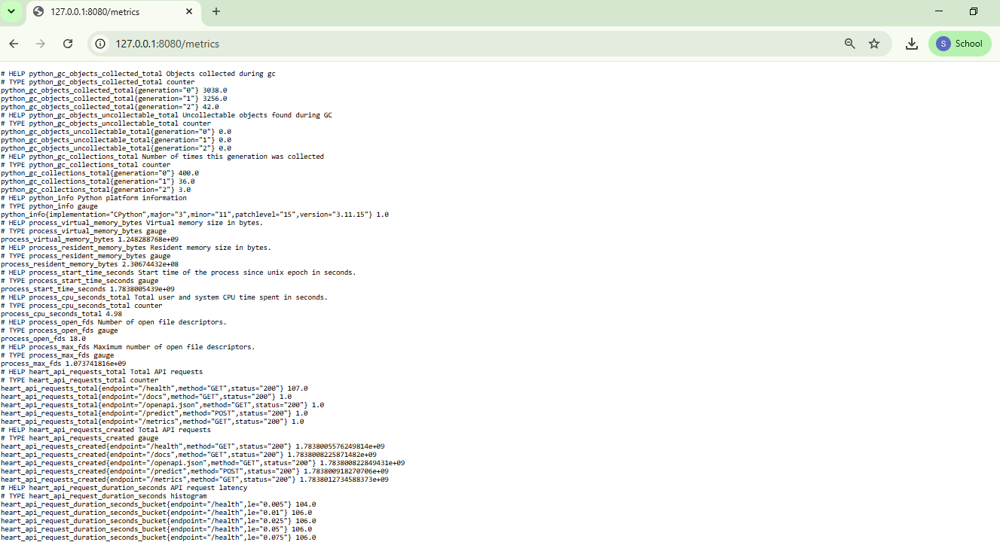 127.0.0.1:8080/metrics
127.0.0.1:8080/metrics
S School
# HELP python_gc_objects_collected_total Objects collected during gc
# TYPE python_gc_objects_collected_total counter
python_gc_objects_collected_total{generation="0"} 3038.0
python_gc_objects_collected_total{generation="1"} 3256.0
python_gc_objects_collected_total{generation="2"} 42.0
# HELP python_gc_objects_uncollectable_total Uncollectable objects found during GC
# TYPE python_gc_objects_uncollectable_total counter
python_gc_objects_uncollectable_total{generation="0"} 0.0
python_gc_objects_uncollectable_total{generation="1"} 0.0
python_gc_objects_uncollectable_total{generation="2"} 0.0
# HELP python_gc_collections_total Number of times this generation was collected
# TYPE python_gc_collections_total counter
python_gc_collections_total{generation="0"} 400.0
python_gc_collections_total{generation="1"} 36.0
python_gc_collections_total{generation="2"} 3.0
# HELP python_info Python platform information
# TYPE python_info gauge
python_info{implementation="CPython",major="3",minor="11",patchlevel="15",version="3.11.15"} 1.0
# HELP process_virtual_memory_bytes Virtual memory size in bytes.
# TYPE process_virtual_memory_bytes gauge
process_virtual_memory_bytes 1.248288768e+09
# HELP process_resident_memory_bytes Resident memory size in bytes.
# TYPE process_resident_memory_bytes gauge
process_resident_memory_bytes 2.30674432e+08
# HELP process_start_time_seconds Start time of the process since unix epoch in seconds.
# TYPE process_start_time_seconds gauge
process_start_time_seconds 1.7838005439e+09
# HELP process_cpu_seconds_total Total user and system CPU time spent in seconds.
# TYPE process_cpu_seconds_total counter
process_cpu_seconds_total 4.98
# HELP process_open_fds Number of open file descriptors.
# TYPE process_open_fds gauge
process_open_fds 18.0
# HELP process_max_fds Maximum number of open file descriptors.
# TYPE process_max_fds gauge
process_max_fds 1.073741816e+09
# HELP heart_api_requests_total Total API requests
# TYPE heart_api_requests_total counter
heart_api_requests_total{endpoint="/health",method="GET",status="200"} 107.0
heart_api_requests_total{endpoint="/docs",method="GET",status="200"} 1.0
heart_api_requests_total{endpoint="/openapi.json",method="GET",status="200"} 1.0
heart_api_requests_total{endpoint="/predict",method="POST",status="200"} 1.0
heart_api_requests_total{endpoint="/metrics",method="GET",status="200"} 1.0
# HELP heart_api_requests_created Total API requests
# TYPE heart_api_requests_created gauge
heart_api_requests_created{endpoint="/health",method="GET",status="200"} 1.7838005576249814e+09
heart_api_requests_created{endpoint="/docs",method="GET",status="200"} 1.7838008225871482e+09
heart_api_requests_created{endpoint="/openapi.json",method="GET",status="200"} 1.783800822849431e+09
heart_api_requests_created{endpoint="/predict",method="POST",status="200"} 1.783800918270706e+09
heart_api_requests_created{endpoint="/metrics",method="GET",status="200"} 1.7838012734588373e+09
# HELP heart_api_request_duration_seconds API request latency
# TYPE heart_api_request_duration_seconds histogram
heart_api_request_duration_seconds_bucket{endpoint="/health",le="0.005"} 104.0
heart_api_request_duration_seconds_bucket{endpoint="/health",le="0.01"} 106.0
heart_api_request_duration_seconds_bucket{endpoint="/health",le="0.025"} 106.0
heart_api_request_duration_seconds_bucket{endpoint="/health",le="0.05"} 106.0
heart_api_request_duration_seconds_bucket{endpoint="/health",le="0.075"} 106.0